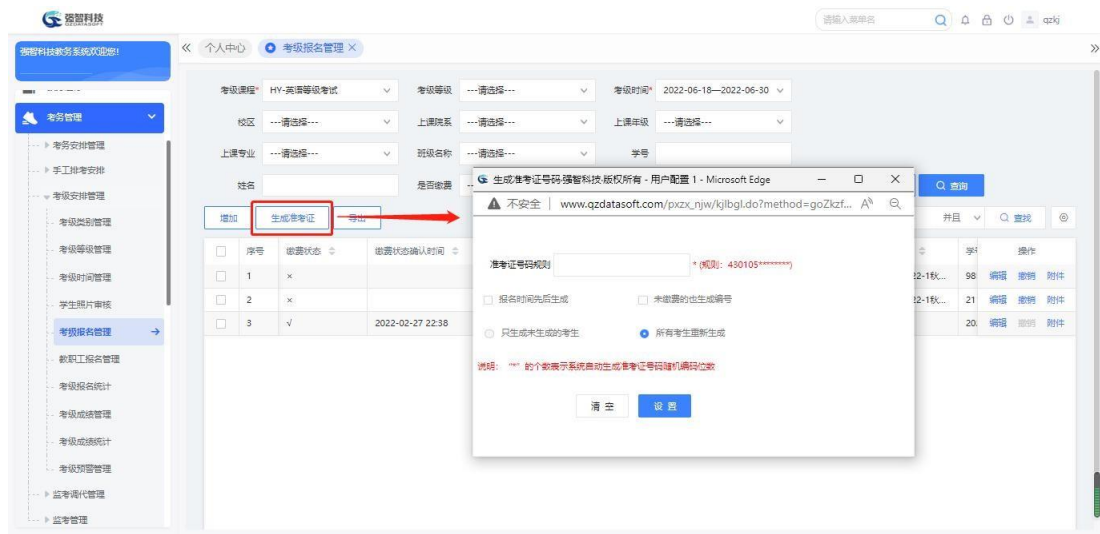 强智科技
QZDATASOFT
请输入菜单名
qzkj
强智科技教务系统欢迎您!
个人中心
考级报名管理 ×
考务管理
考务安排管理
手工排考安排
考级安排管理
考级类别管理
考级等级管理
考级时间管理
学生照片审核
考级报名管理
教职工报名管理
考级报名统计
考级成绩管理
考级成绩统计
考级预警管理
监考调代管理
监考管理
考级课程* HY-英语等级考试 考级等级 ---请选择--- 考级时间* 2022-06-18—2022-06-30
校区 ---请选择--- 上课院系 ---请选择--- 上课年级 ---请选择---
上课专业 ---请选择--- 班级名称 ---请选择--- 学号
姓名 是否缴费 查询
增加 生成准考证 导出 并且 查找
序号 缴费状态 缴费状态确认时间 操作
1 × 22-1秋... 98 编辑 撤销 附件
2 × 22-1秋... 21 编辑 撤销 附件
3 √ 2022-02-27 22:38 编辑 撤销 附件
生成准考证号码-强智科技·版权所有 - 用户配置 1 - Microsoft Edge
不安全 www.qzdatasoft.com/pxzx_njw/kjlbgl.do?method=goZkzf...
准考证号码规则 * (规则: 430105********)
报名时间先后生成 未缴费的也生成编号
只生成未生成的考生 所有考生重新生成
说明: "*" 的个数表示系统自动生成准考证号码随机编码位数
清 空 设 置